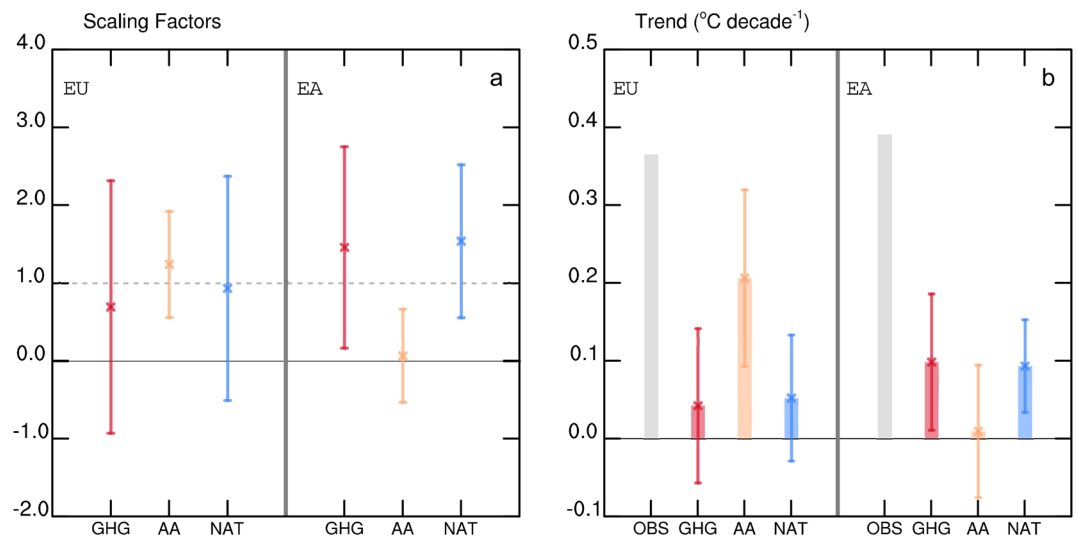 Scaling Factors
4.0
3.0
2.0
1.0
0.0
-1.0
-2.0
EU
EA
a
GHG AA NAT GHG AA NAT
Trend (°C decade⁻¹)
0.5
0.4
0.3
0.2
0.1
0.0
-0.1
EU
EA
b
OBS GHG AA NAT OBS GHG AA NAT